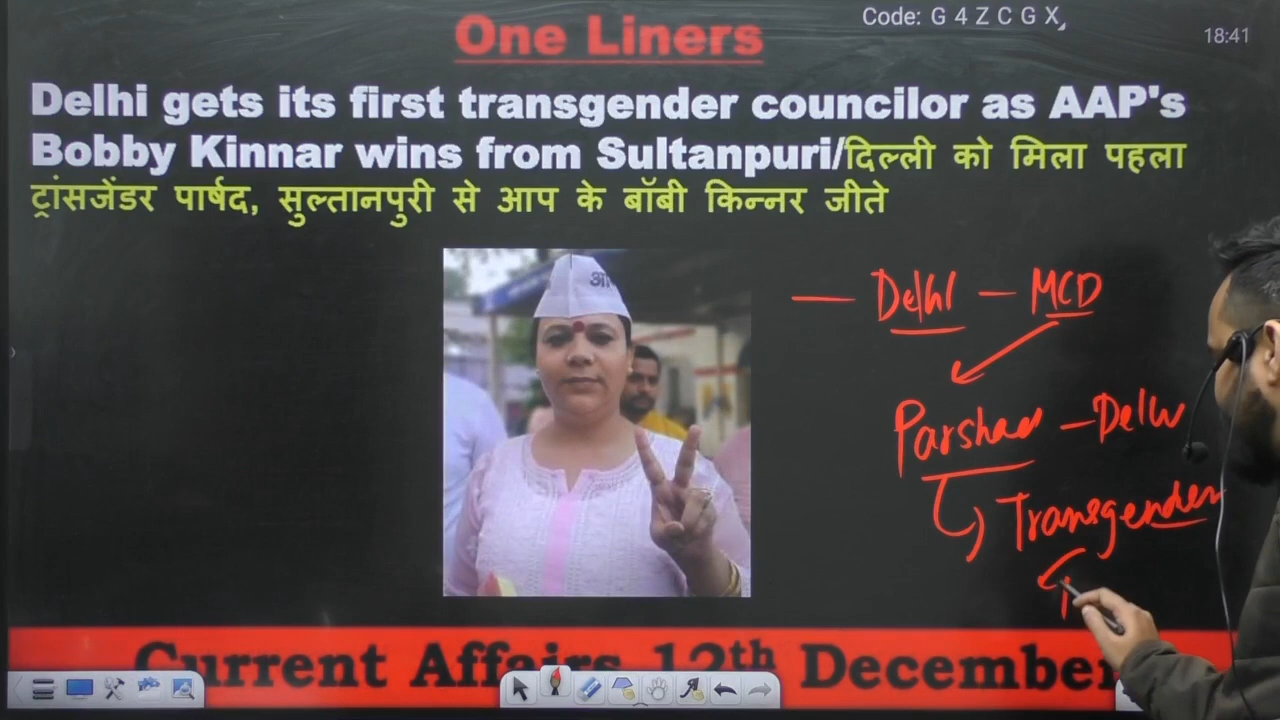 Code: G 4 Z C G X
18:41
One Liners
Delhi gets its first transgender councilor as AAP's
Bobby Kinnar wins from Sultanpuri/दिल्ली को मिला पहला
ट्रांसजेंडर पार्षद, सुल्तानपुरी से आप के बॉबी किन्नर जीते
— Delhi – MCD
Parshad – Delhi
Transgender
Current Affairs 12th December